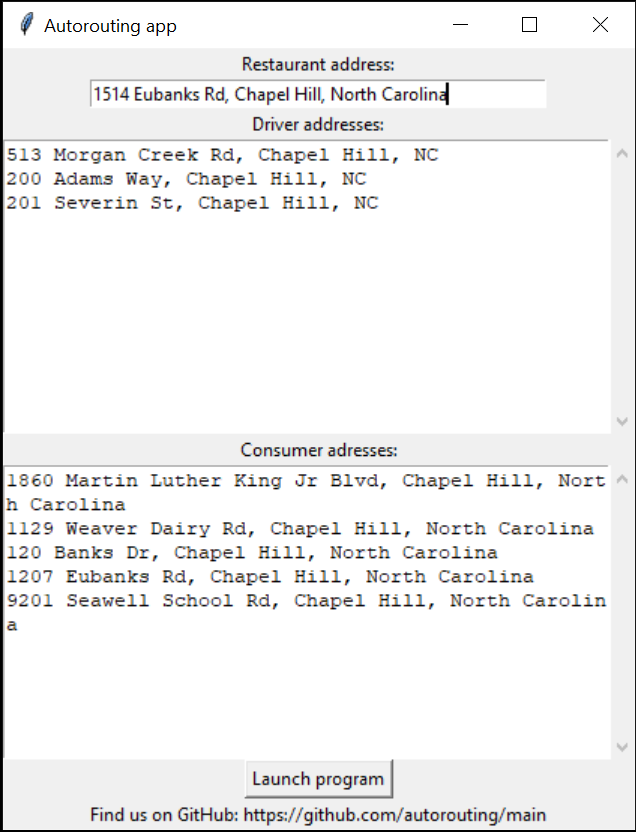 Autorouting app
Restaurant address:
1514 Eubanks Rd, Chapel Hill, North Carolina
Driver addresses:
513 Morgan Creek Rd, Chapel Hill, NC
200 Adams Way, Chapel Hill, NC
201 Severin St, Chapel Hill, NC
Consumer adresses:
1860 Martin Luther King Jr Blvd, Chapel Hill, Nort
h Carolina
1129 Weaver Dairy Rd, Chapel Hill, North Carolina
120 Banks Dr, Chapel Hill, North Carolina
1207 Eubanks Rd, Chapel Hill, North Carolina
9201 Seawell School Rd, Chapel Hill, North Carolin
a
Launch program
Find us on GitHub: https://github.com/autorouting/main